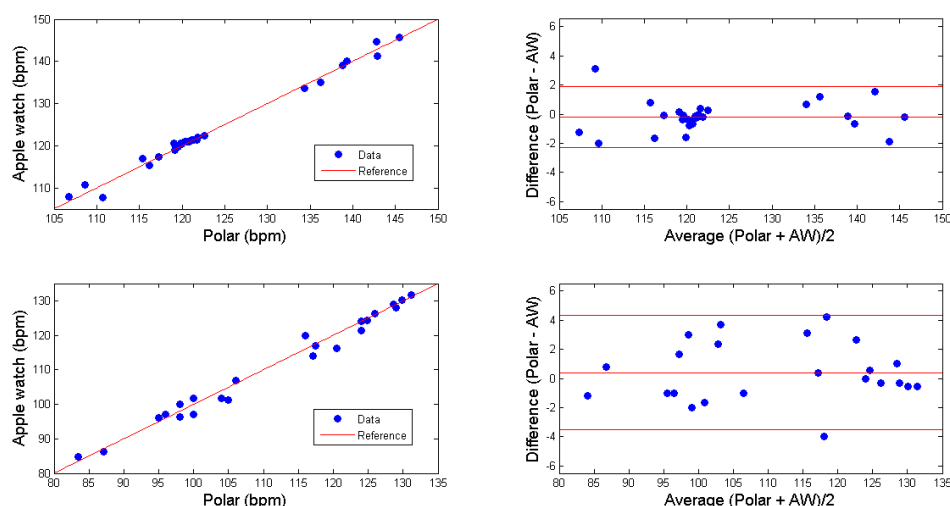 150
140
130
120
110
105 110 115 120 125 130 135 140 145 150
Apple watch (bpm)
Polar (bpm)
Data
Reference
6
4
2
0
-2
-4
-6
105 110 115 120 125 130 135 140 145 150
Difference (Polar - AW)
Average (Polar + AW)/2
130
120
110
100
90
80
80 85 90 95 100 105 110 115 120 125 130 135
Apple watch (bpm)
Polar (bpm)
Data
Reference
6
4
2
0
-2
-4
-6
80 85 90 95 100 105 110 115 120 125 130 135
Difference (Polar - AW)
Average (Polar + AW)/2